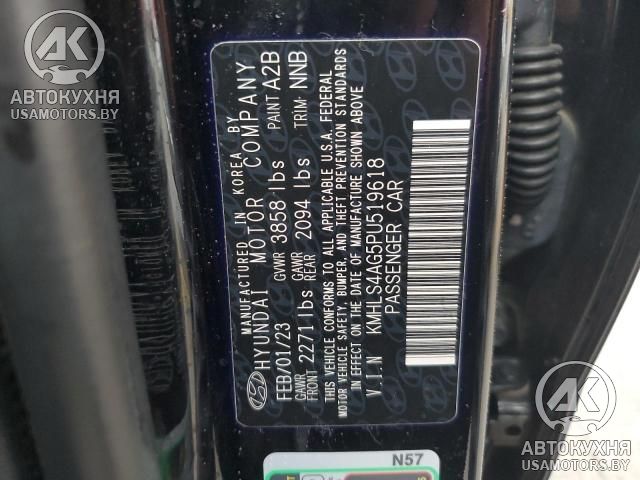 AK
АВТОКУХНЯ
USAMOTORS.BY
MANUFACTURED IN KOREA BY
HYUNDAI MOTOR COMPANY
FEB/01/23 GVWR 3858 lbs PAINT A2B
GAWR FRONT 2271 lbs GAWR REAR 2094 lbs TRIM NNB
THIS VEHICLE CONFORMS TO ALL APPLICABLE U.S.A. FEDERAL
MOTOR VEHICLE SAFETY, BUMPER, AND THEFT PREVENTION STANDARDS
IN EFFECT ON THE DATE OF MANUFACTURE SHOWN ABOVE
V.I.N KMHLS4AG5PU519618
PASSENGER CAR
N57
AK
АВТОКУХНЯ
USAMOTORS.BY